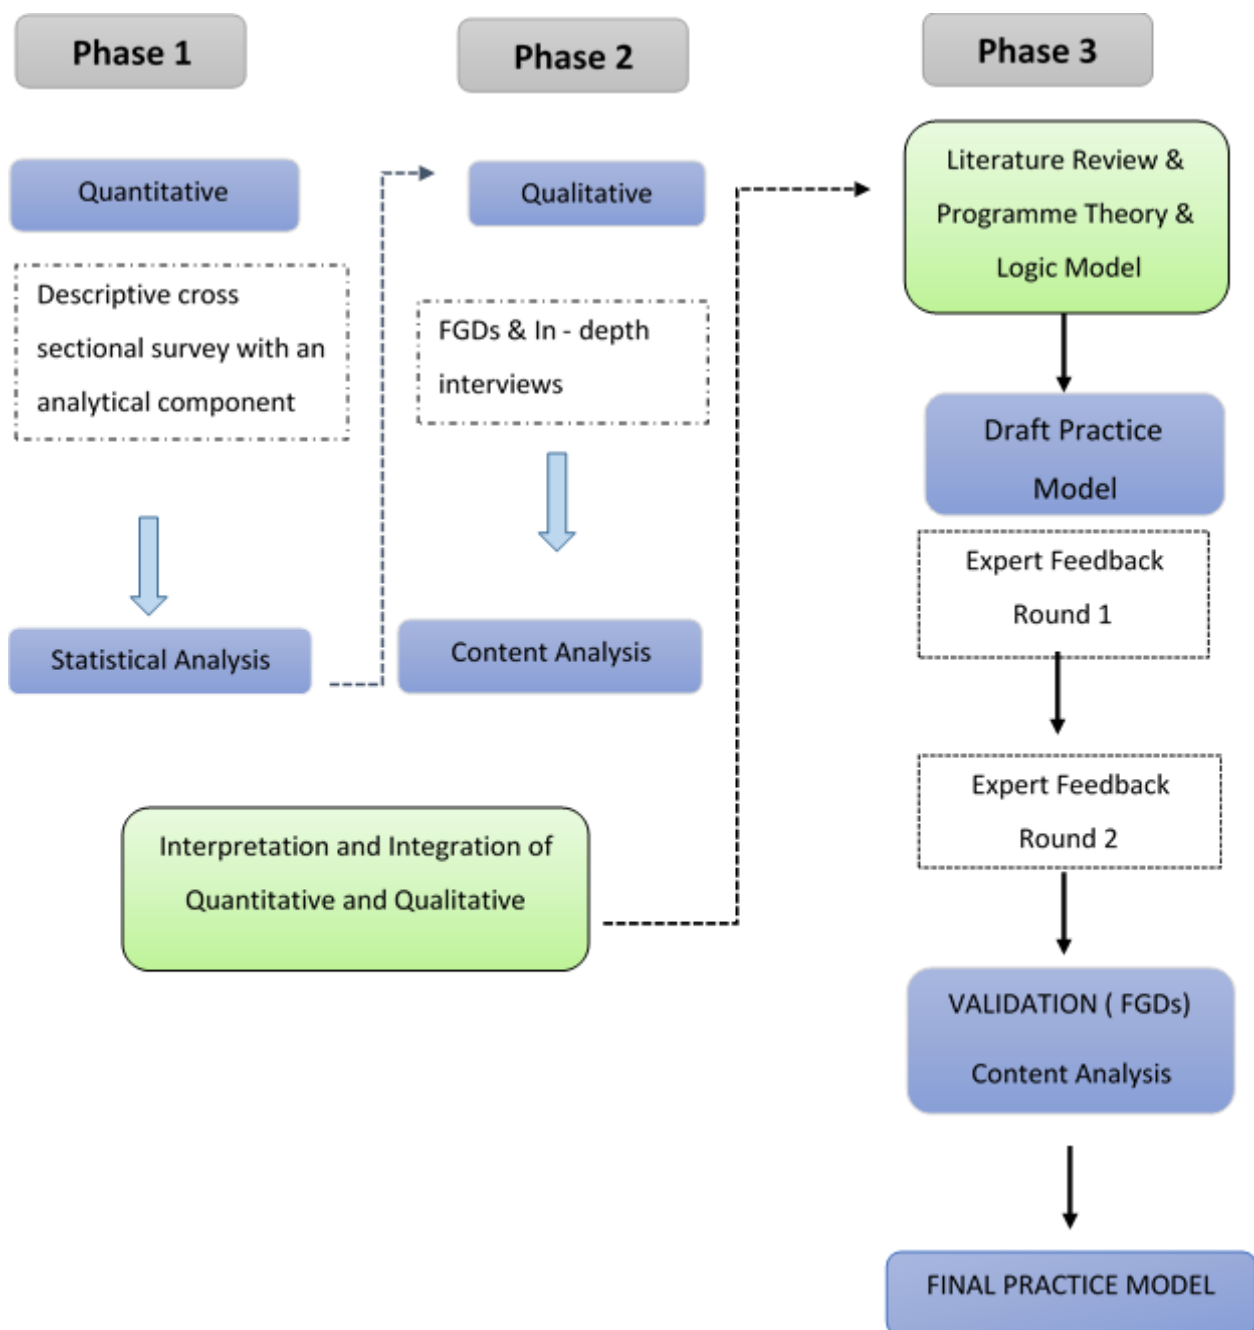 Phase 1
Quantitative
Descriptive cross
sectional survey with an
analytical component
Statistical Analysis
Phase 2
Qualitative
FGDs & In - depth
interviews
Content Analysis
Interpretation and Integration of
Quantitative and Qualitative
Phase 3
Literature Review &
Programme Theory &
Logic Model
Draft Practice
Model
Expert Feedback
Round 1
Expert Feedback
Round 2
VALIDATION ( FGDs)
Content Analysis
FINAL PRACTICE MODEL